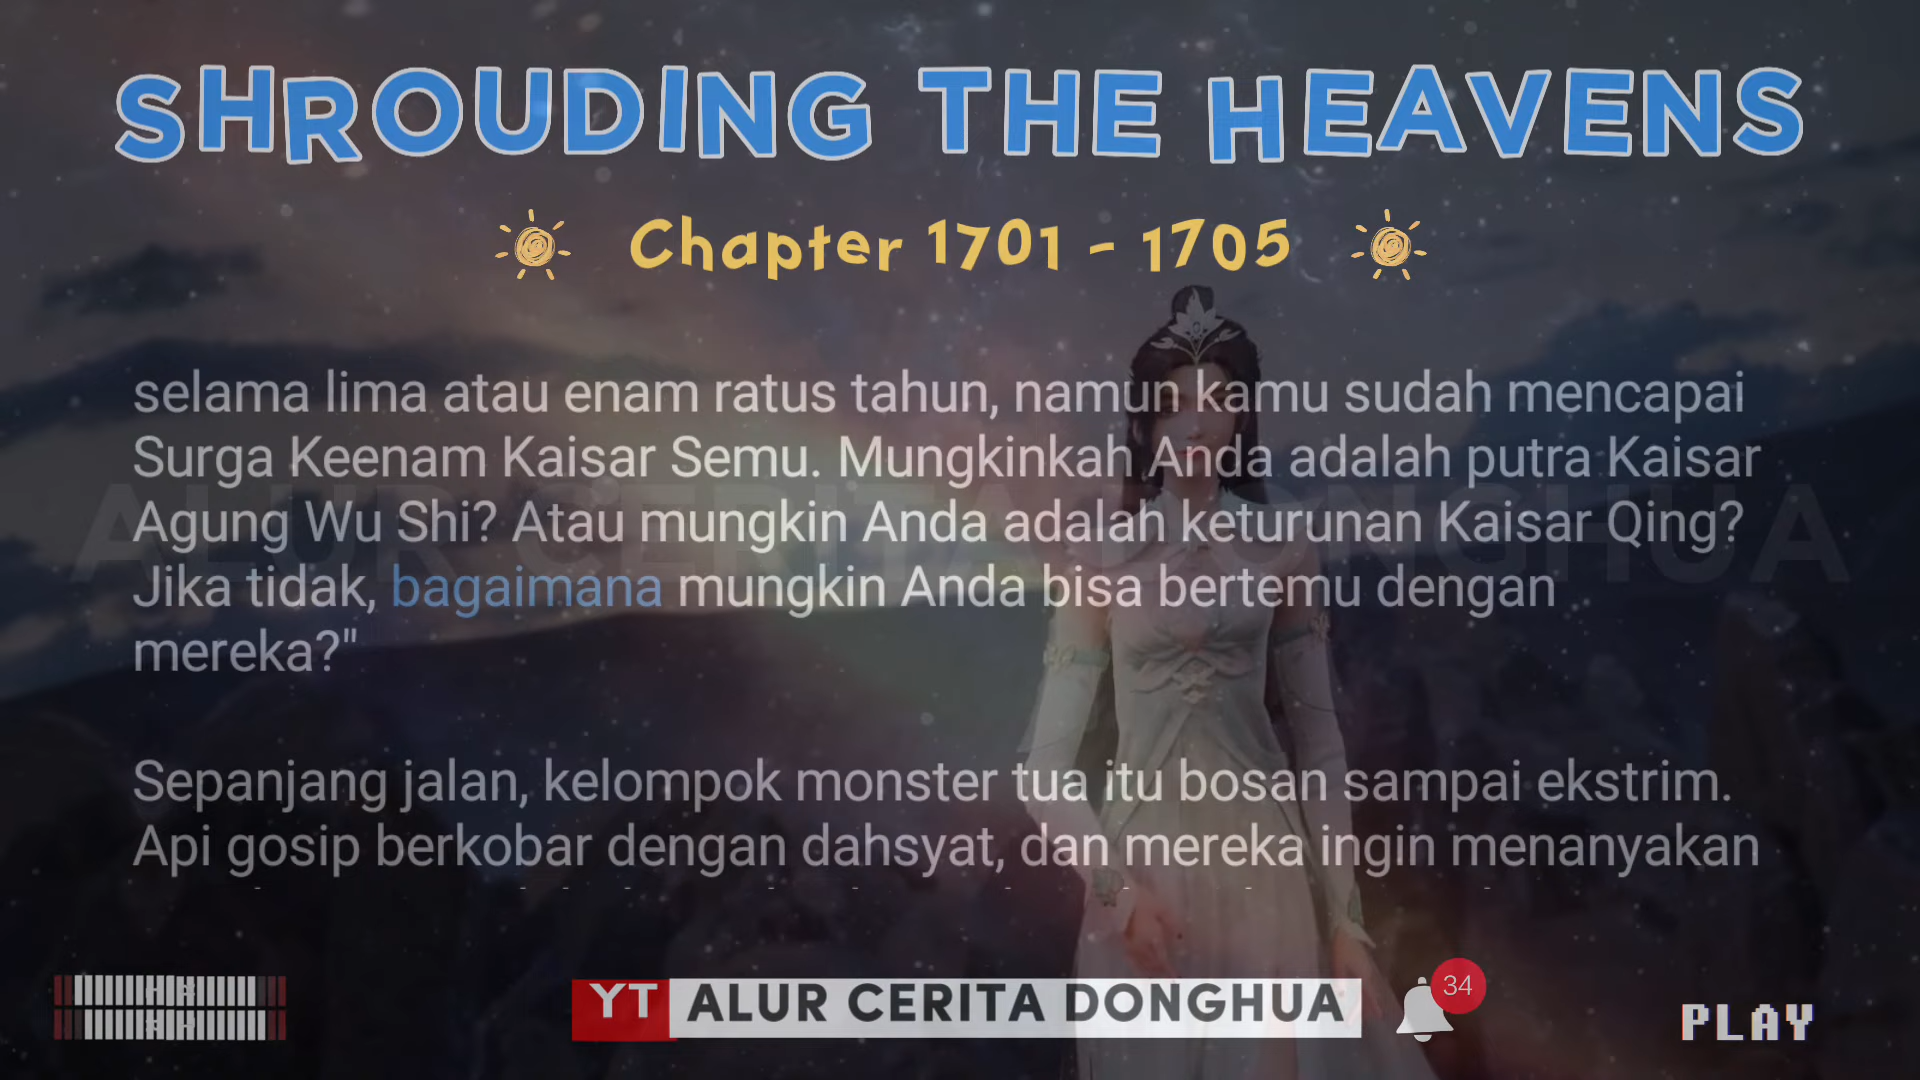 SHROUDING THE HEAVENS
Chapter 1701 - 1705
selama lima atau enam ratus tahun, namun kamu sudah mencapai
Surga Keenam Kaisar Semu. Mungkinkah Anda adalah putra Kaisar
Agung Wu Shi? Atau mungkin Anda adalah keturunan Kaisar Qing?
Jika tidak, bagaimana mungkin Anda bisa bertemu dengan
mereka?"
Sepanjang jalan, kelompok monster tua itu bosan sampai ekstrim.
Api gosip berkobar dengan dahsyat, dan mereka ingin menanyakan
ALUR CERITA DONGHUA
YT ALUR CERITA DONGHUA
34
PLAY